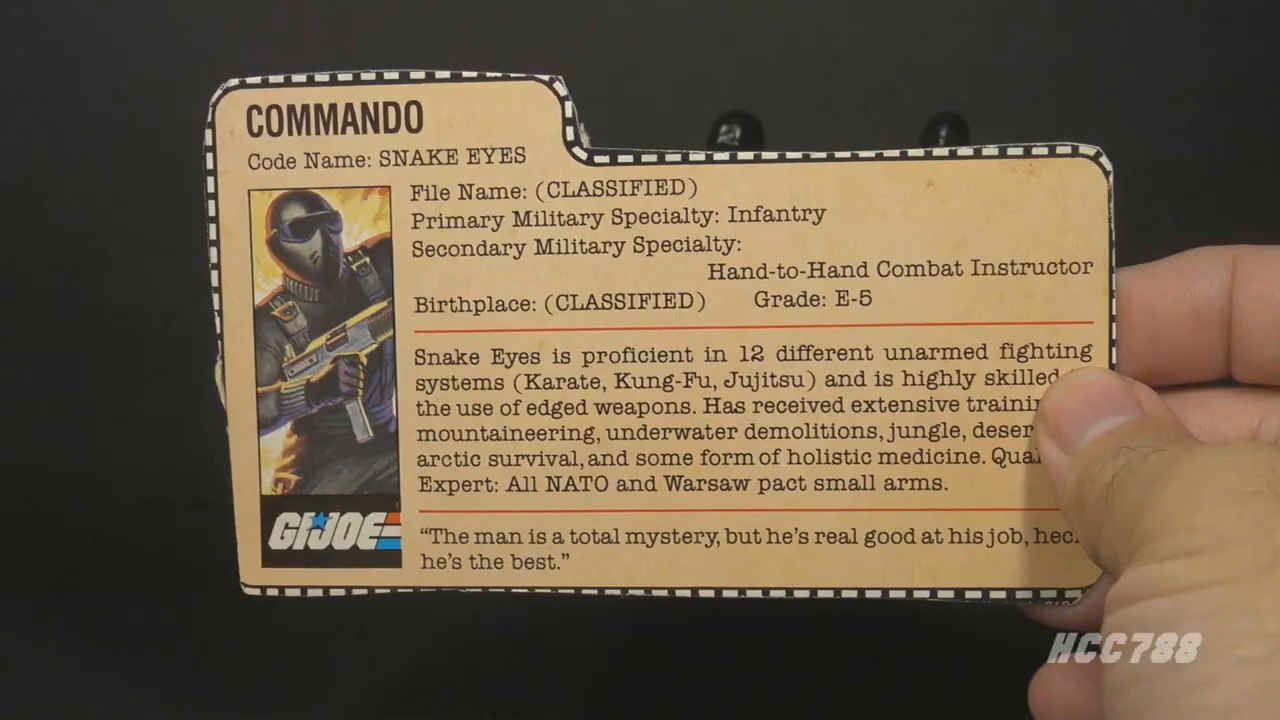 COMMANDO
Code Name: SNAKE EYES
File Name: (CLASSIFIED)
Primary Military Specialty: Infantry
Secondary Military Specialty:
Hand-to-Hand Combat Instructor
Birthplace: (CLASSIFIED) Grade: E-5
Snake Eyes is proficient in 12 different unarmed fighting
systems (Karate, Kung-Fu, Jujitsu) and is highly skilled
the use of edged weapons. Has received extensive
mountaineering, underwater demolitions, jungle,
arctic survival, and some form of holistic medicine.
Expert: All NATO and Warsaw pact small arms.
"The man is a total mystery, but he's real good at his job,
he's the best."
GI JOE
HCC788